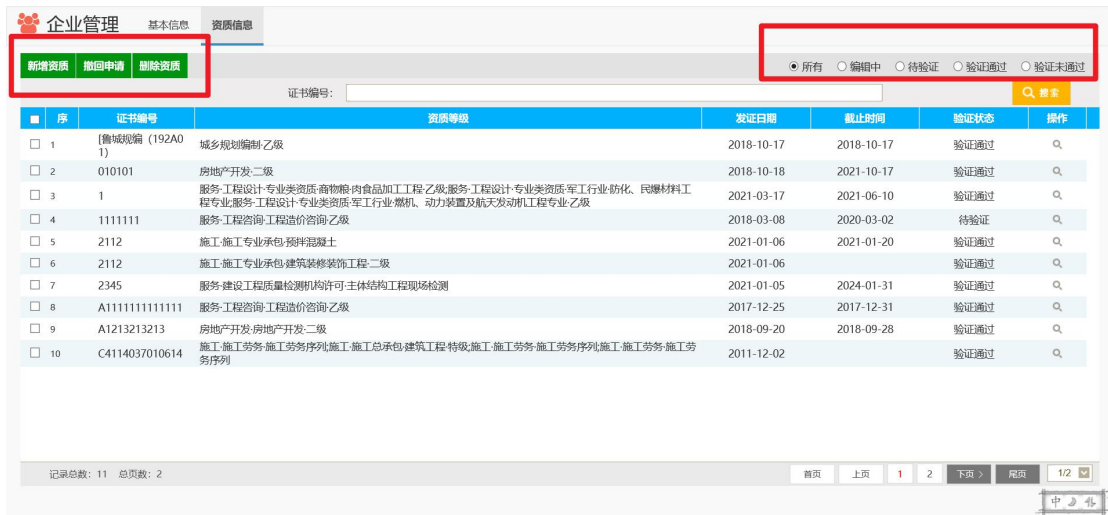 企业管理 基本信息 资质信息
新增资质 撤回申请 删除资质 所有 编辑中 待验证 验证通过 验证未通过
证书编号: 搜索
序 证书编号 资质等级 发证日期 截止时间 验证状态 操作
1 [鲁城规编 (192A0 城乡规划编制·乙级 2018-10-17 2018-10-17 验证通过
1)
2 010101 房地产开发·二级 2018-10-18 2021-10-17 验证通过
3 1 服务·工程设计·专业类资质·商物粮·肉食品加工工程·乙级;服务·工程设计·专业类资质·军工行业·防化、民爆材料工 2021-03-17 2021-06-10 验证通过
程专业;服务·工程设计·专业类资质·军工行业·燃机、动力装置及航天发动机工程专业·乙级
4 1111111 服务·工程咨询·工程造价咨询·乙级 2018-03-08 2020-03-02 待验证
5 2112 施工·施工专业承包·预拌混凝土 2021-01-06 2021-01-20 验证通过
6 2112 施工·施工专业承包·建筑装修装饰工程·二级 2021-01-06 验证通过
7 2345 服务·建设工程质量检测机构许可·主体结构工程现场检测 2021-01-05 2024-01-31 验证通过
8 A1111111111111 服务·工程咨询·工程造价咨询·乙级 2017-12-25 2017-12-31 验证通过
9 A1213213213 房地产开发·房地产开发·二级 2018-09-20 2018-09-28 验证通过
10 C4114037010614 施工·施工劳务·施工劳务序列;施工·施工总承包·建筑工程·特级;施工·施工劳务·施工劳务序列;施工·施工劳务·施工劳 2011-12-02 验证通过
务序列
记录总数: 11 总页数: 2 首页 上页 1 2 下页 > 尾页 1/2
中